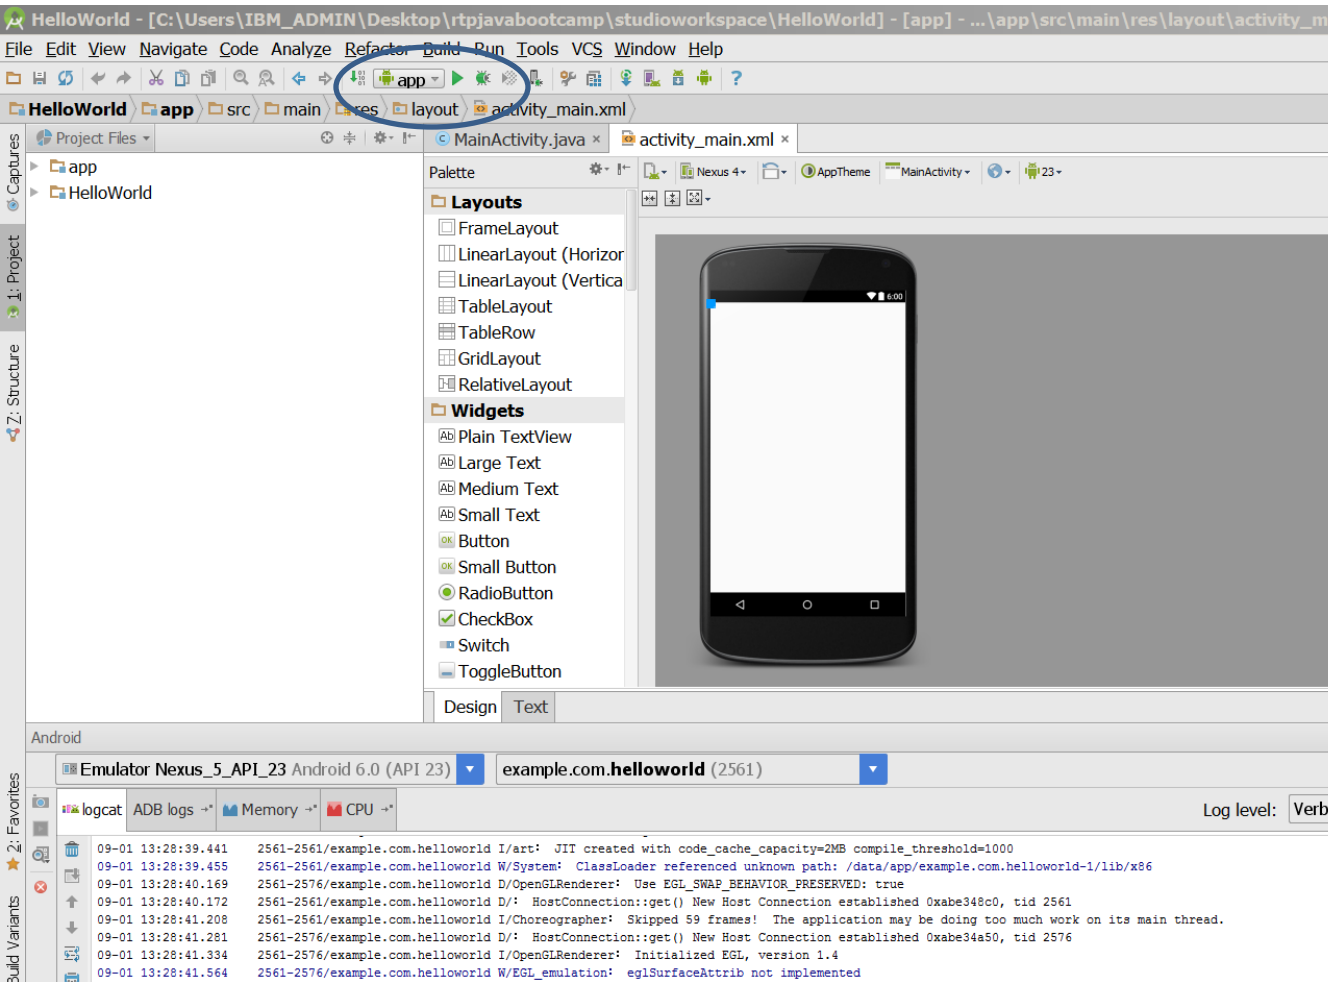 HelloWorld - [C:\Users\IBM_ADMIN\Desktop\rtpjavabootcamp\studioworkspace\HelloWorld] - [app] - ...\app\src\main\res\layout\activity_m
File Edit View Navigate Code Analyze Refactor Build Run Tools VCS Window Help
app
HelloWorld app src main res layout activity_main.xml
Captures
1: Project
Z: Structure
2: Favorites
Build Variants
Project Files
app
HelloWorld
MainActivity.java × activity_main.xml ×
Palette
Nexus 4 AppTheme MainActivity 23
Layouts
FrameLayout
LinearLayout (Horizor
LinearLayout (Vertica
TableLayout
TableRow
GridLayout
RelativeLayout
Widgets
Plain TextView
Large Text
Medium Text
Small Text
Button
Small Button
RadioButton
CheckBox
Switch
ToggleButton
6:00
Design Text
Android
Emulator Nexus_5_API_23 Android 6.0 (API 23) example.com.helloworld (2561)
logcat ADB logs Memory CPU Log level: Verb
09-01 13:28:39.441 2561-2561/example.com.helloworld I/art: JIT created with code_cache_capacity=2MB compile_threshold=1000
09-01 13:28:39.455 2561-2561/example.com.helloworld W/System: ClassLoader referenced unknown path: /data/app/example.com.helloworld-1/lib/x86
09-01 13:28:40.169 2561-2576/example.com.helloworld D/OpenGLRenderer: Use EGL_SWAP_BEHAVIOR_PRESERVED: true
09-01 13:28:40.172 2561-2561/example.com.helloworld D/: HostConnection::get() New Host Connection established 0xabe348c0, tid 2561
09-01 13:28:41.208 2561-2561/example.com.helloworld I/Choreographer: Skipped 59 frames! The application may be doing too much work on its main thread.
09-01 13:28:41.281 2561-2576/example.com.helloworld D/: HostConnection::get() New Host Connection established 0xabe34a50, tid 2576
09-01 13:28:41.334 2561-2576/example.com.helloworld I/OpenGLRenderer: Initialized EGL, version 1.4
09-01 13:28:41.564 2561-2576/example.com.helloworld W/EGL_emulation: eglSurfaceAttrib not implemented